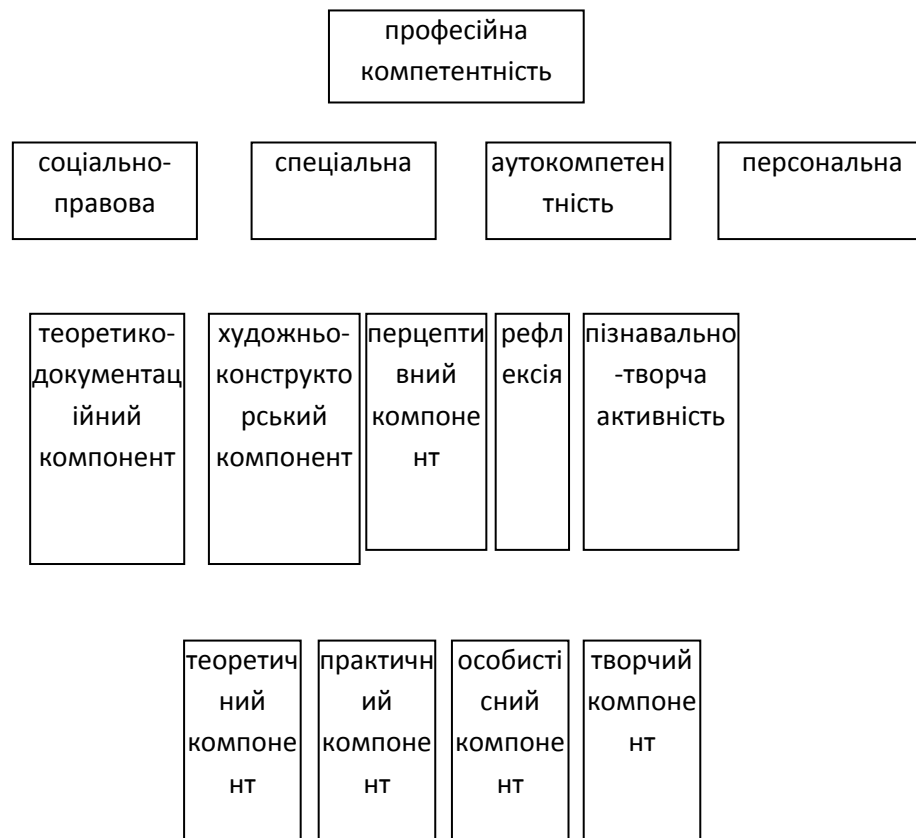 професійна
компетентність
соціально-
правова
спеціальна
аутокомпетен
тність
персональна
теоретико-
документац
ійний
компонент
художньо-
конструкто
рський
компонент
перцепти
вний
компоне
нт
рефл
ексія
пізнавально
-творча
активність
теоретич
ний
компоне
нт
практичн
ий
компоне
нт
особисті
сний
компоне
нт
творчий
компоне
нт